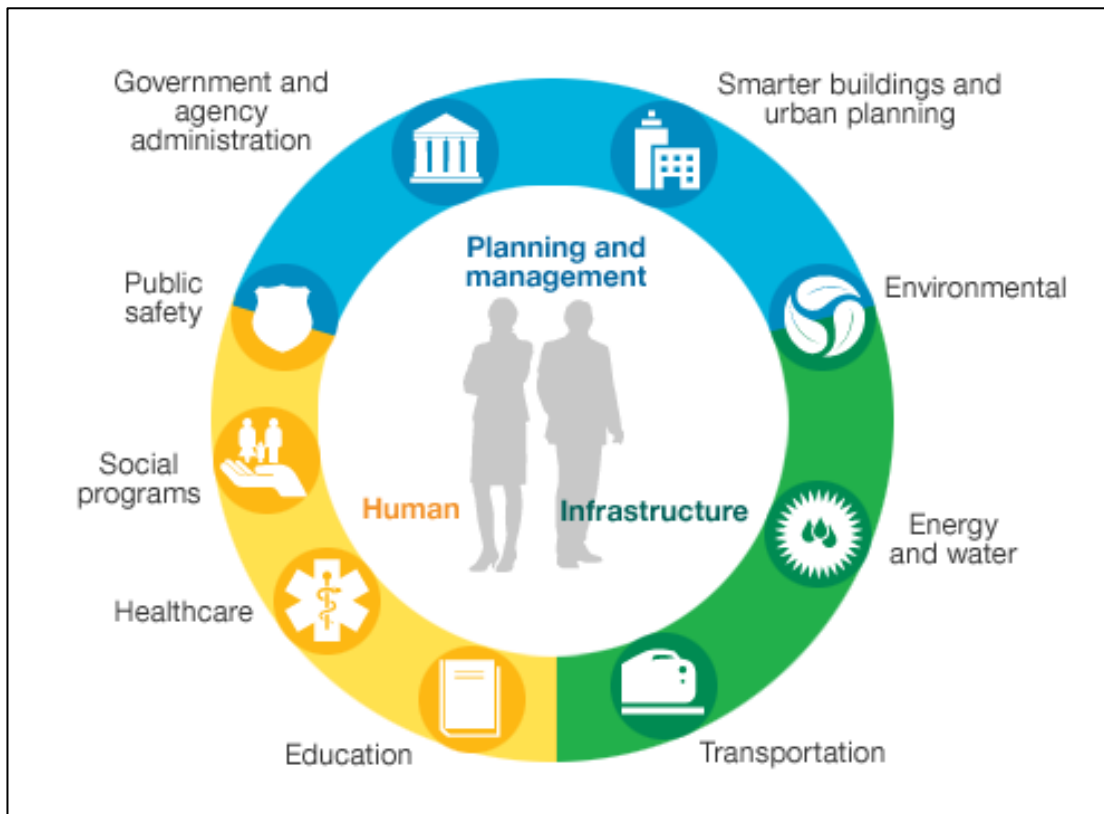 Government and
agency
administration
Smarter buildings and
urban planning
Planning and
management
Public
safety
Environmental
Social
programs
Human
Infrastructure
Energy
and water
Healthcare
Education
Transportation